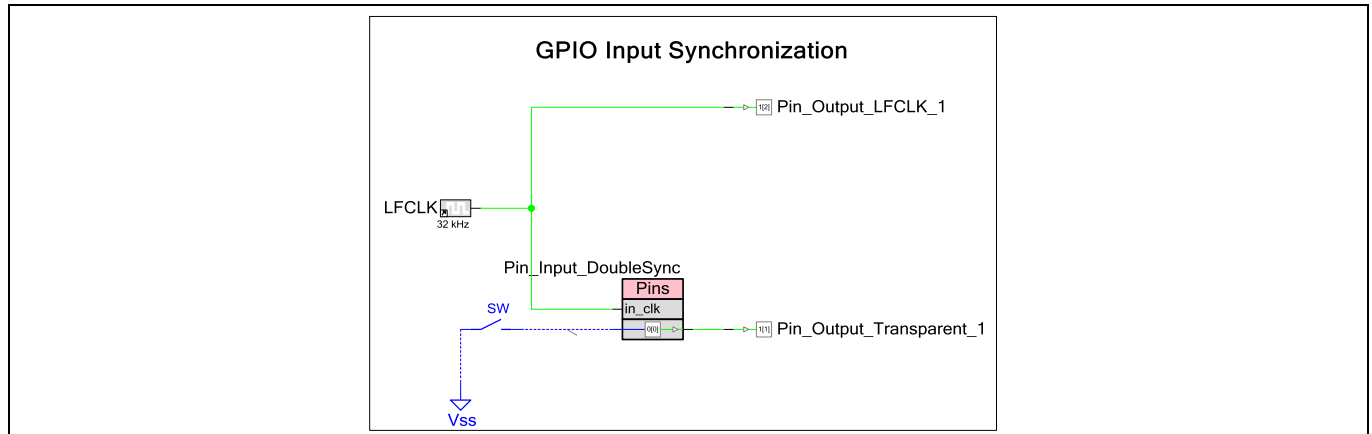 GPIO Input Synchronization
1[2] Pin_Output_LFCLK_1
LFCLK
32 kHz
Pin_Input_DoubleSync
Pins
in_clk
SW
0[0]
1[1] Pin_Output_Transparent_1
Vss